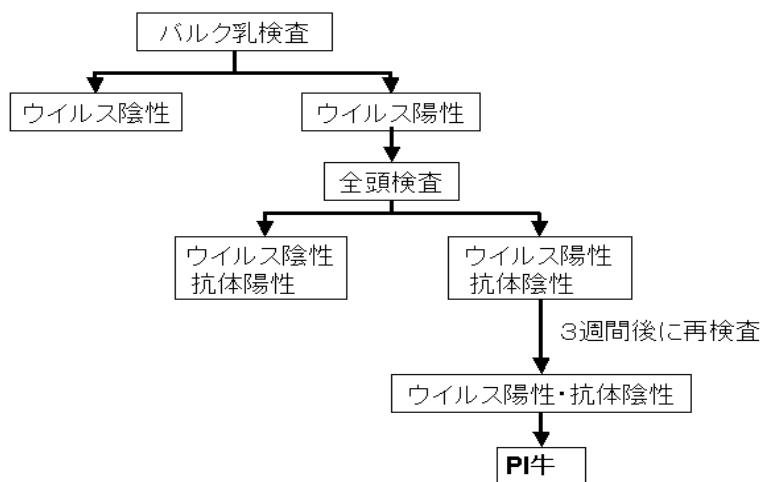 バルク乳検査
ウイルス陰性
ウイルス陽性
全頭検査
ウイルス陰性
抗体陽性
ウイルス陽性
抗体陰性
３週間後に再検査
ウイルス陽性・抗体陰性
PI牛